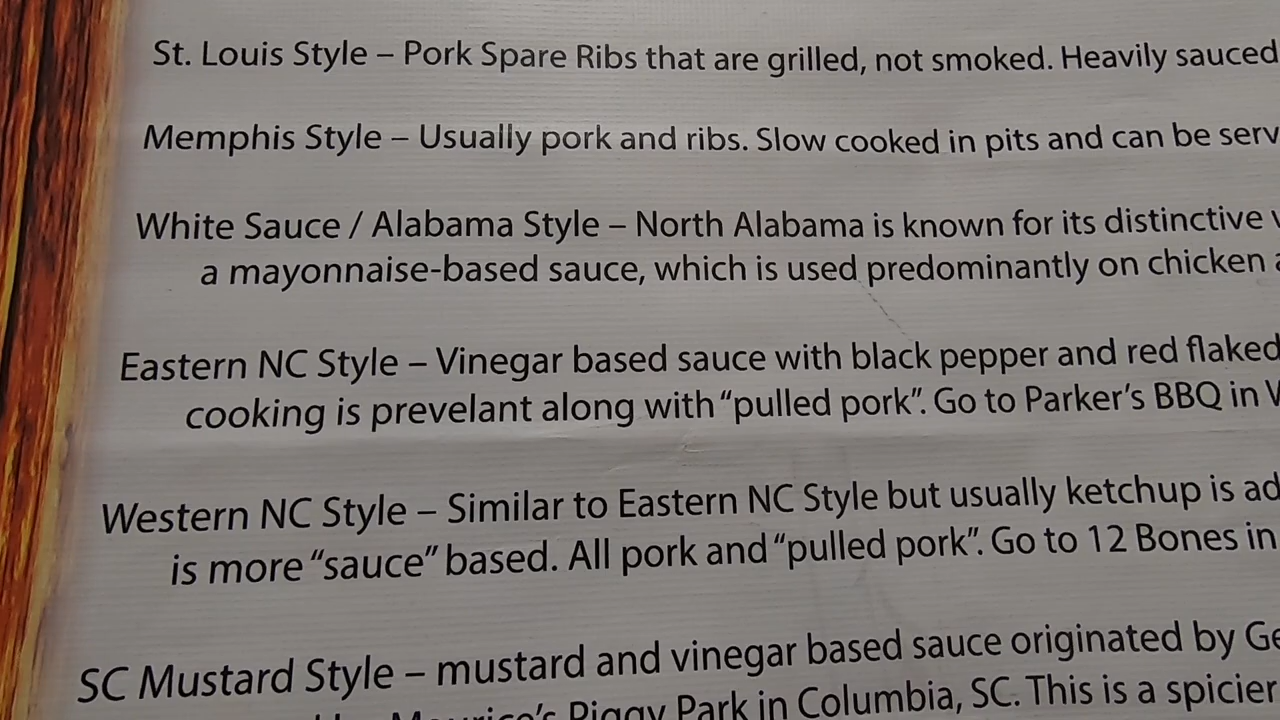 St. Louis Style – Pork Spare Ribs that are grilled, not smoked. Heavily sauced
Memphis Style – Usually pork and ribs. Slow cooked in pits and can be serv
White Sauce / Alabama Style – North Alabama is known for its distinctive
a mayonnaise-based sauce, which is used predominantly on chicken
Eastern NC Style – Vinegar based sauce with black pepper and red flaked
cooking is prevelant along with “pulled pork”. Go to Parker’s BBQ in
Western NC Style – Similar to Eastern NC Style but usually ketchup is ad
is more “sauce” based. All pork and “pulled pork”. Go to 12 Bones in
SC Mustard Style – mustard and vinegar based sauce originated by Ge
Maurice’s Piggy Park in Columbia, SC. This is a spicier